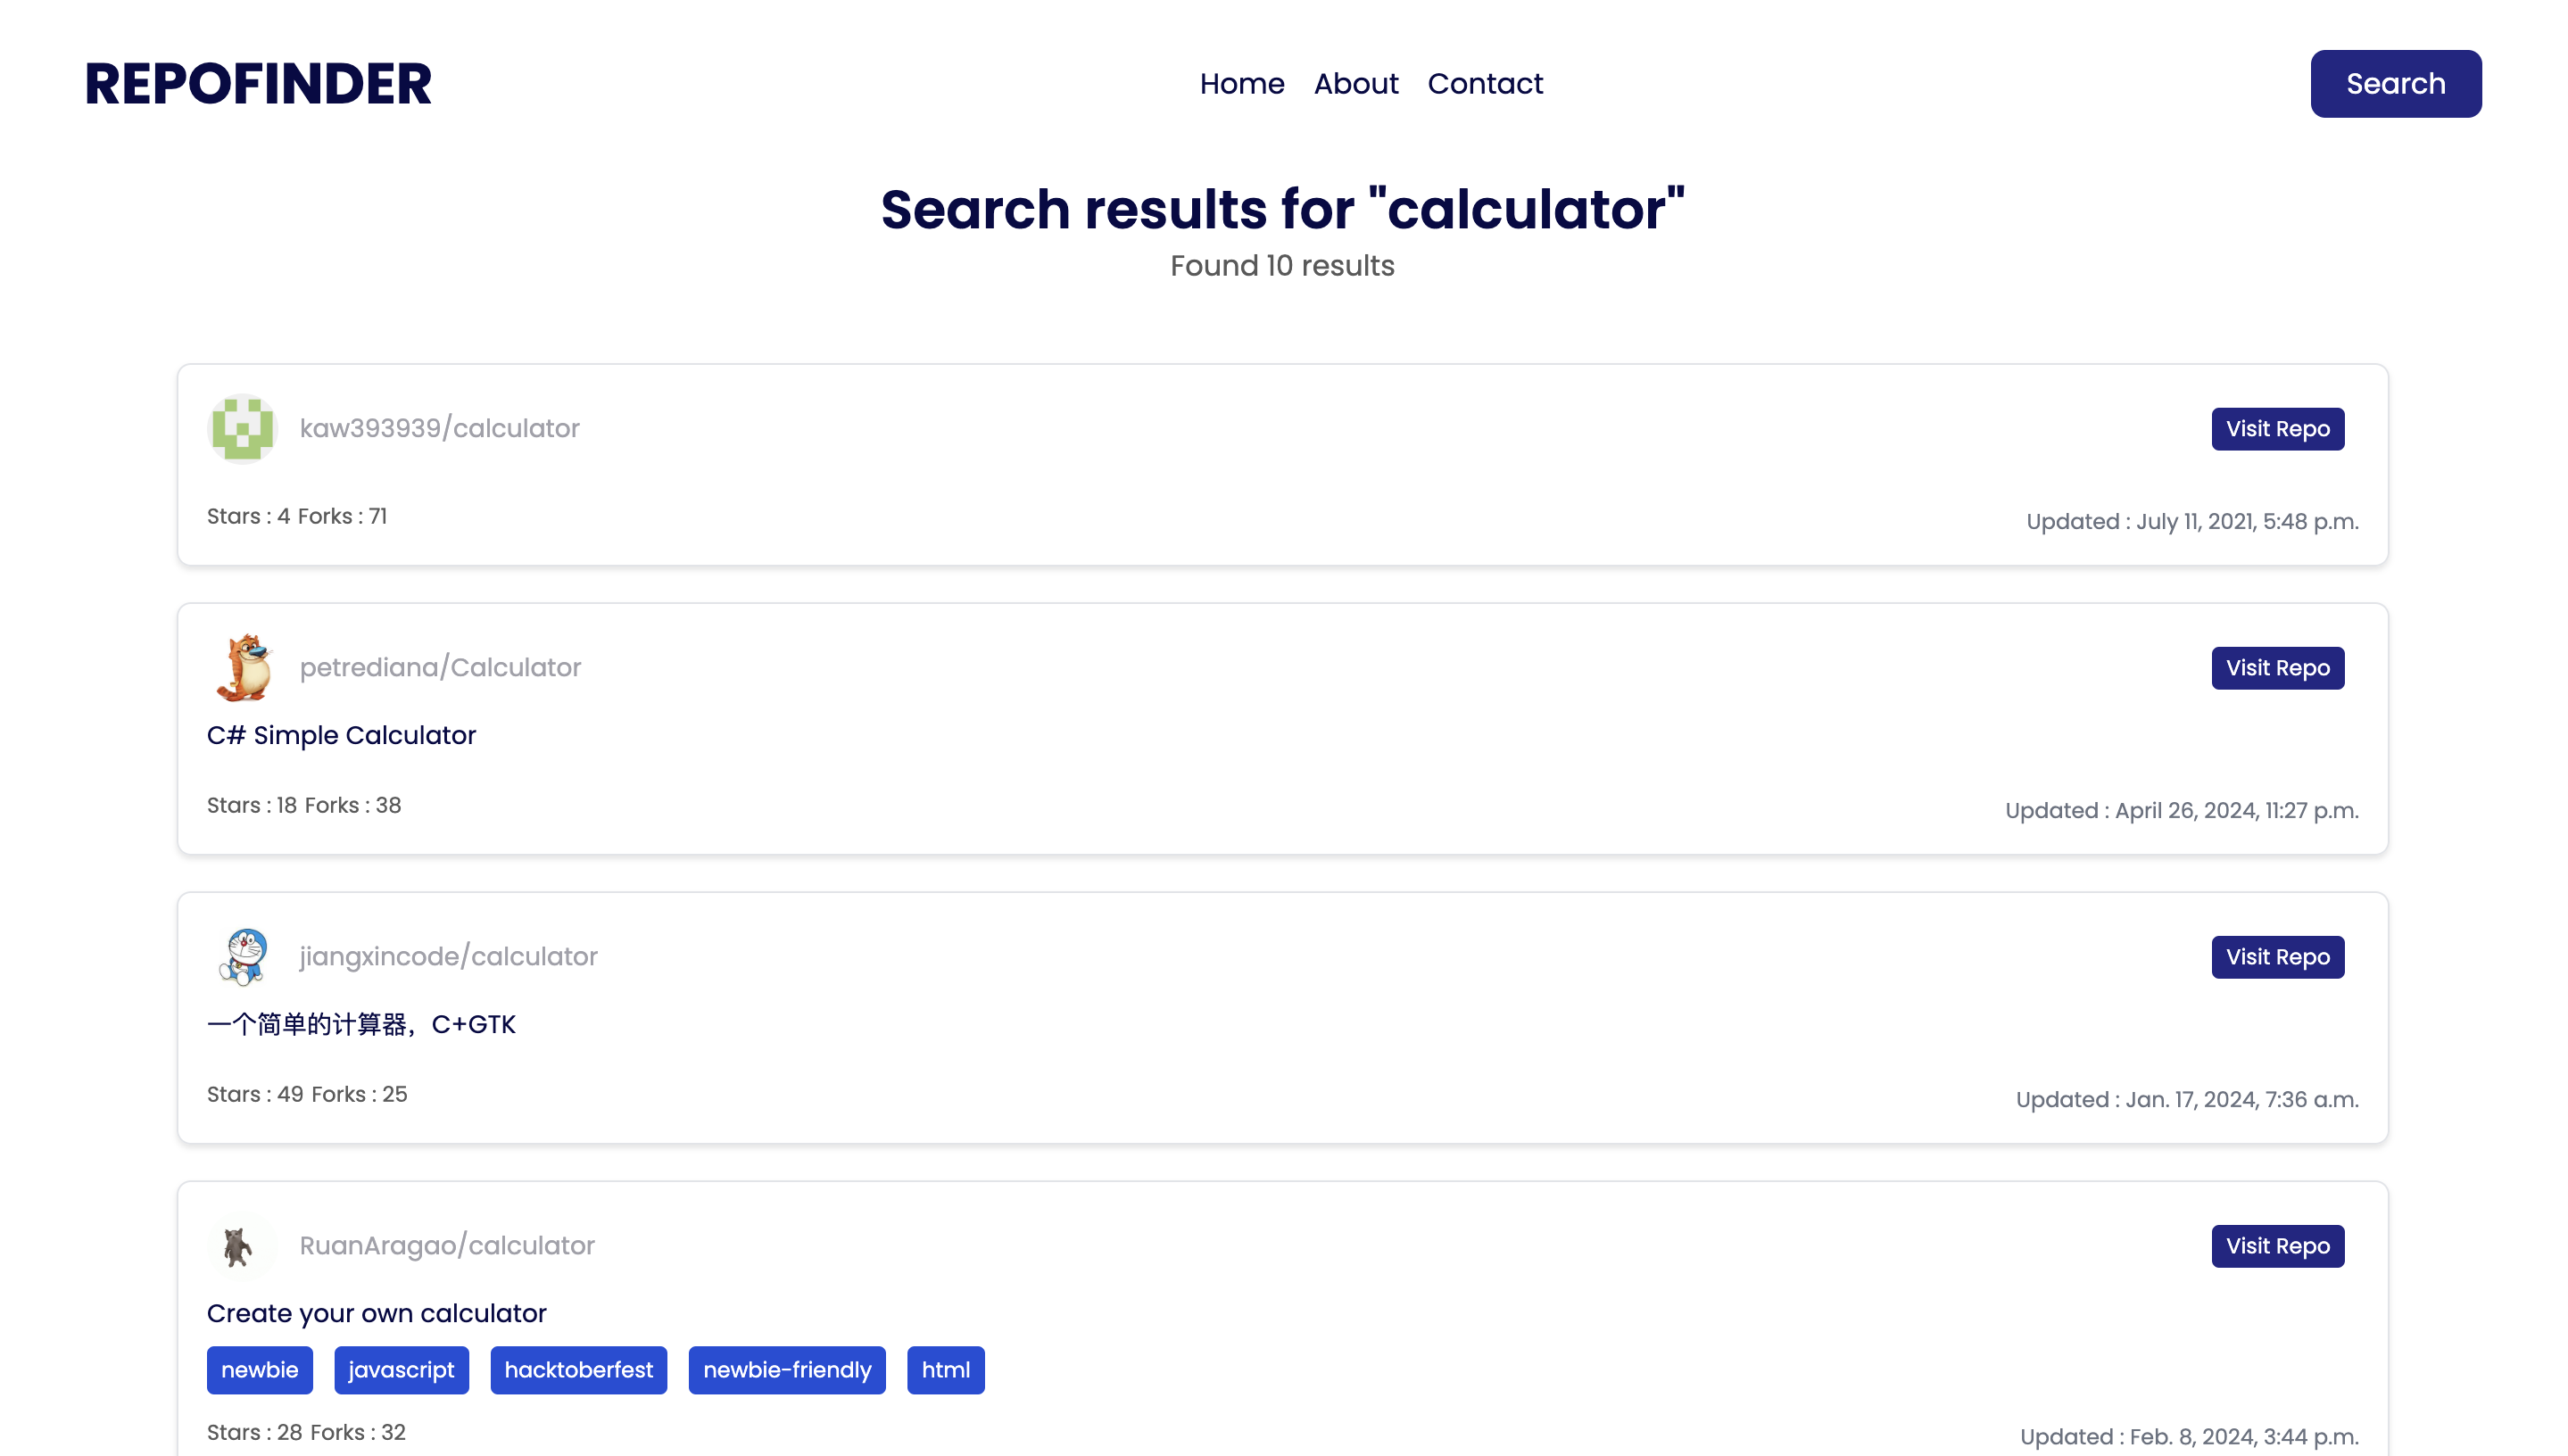 REPOFINDER Home About Contact Search
Search results for "calculator"
Found 10 results
kaw393939/calculator Visit Repo
Stars : 4 Forks : 71 Updated : July 11, 2021, 5:48 p.m.
petrediana/Calculator Visit Repo
C# Simple Calculator
Stars : 18 Forks : 38 Updated : April 26, 2024, 11:27 p.m.
jiangxincode/calculator Visit Repo
一个简单的计算器，C+GTK
Stars : 49 Forks : 25 Updated : Jan. 17, 2024, 7:36 a.m.
RuanAragao/calculator Visit Repo
Create your own calculator
newbie javascript hacktoberfest newbie-friendly html
Stars : 28 Forks : 32 Updated : Feb. 8, 2024, 3:44 p.m.